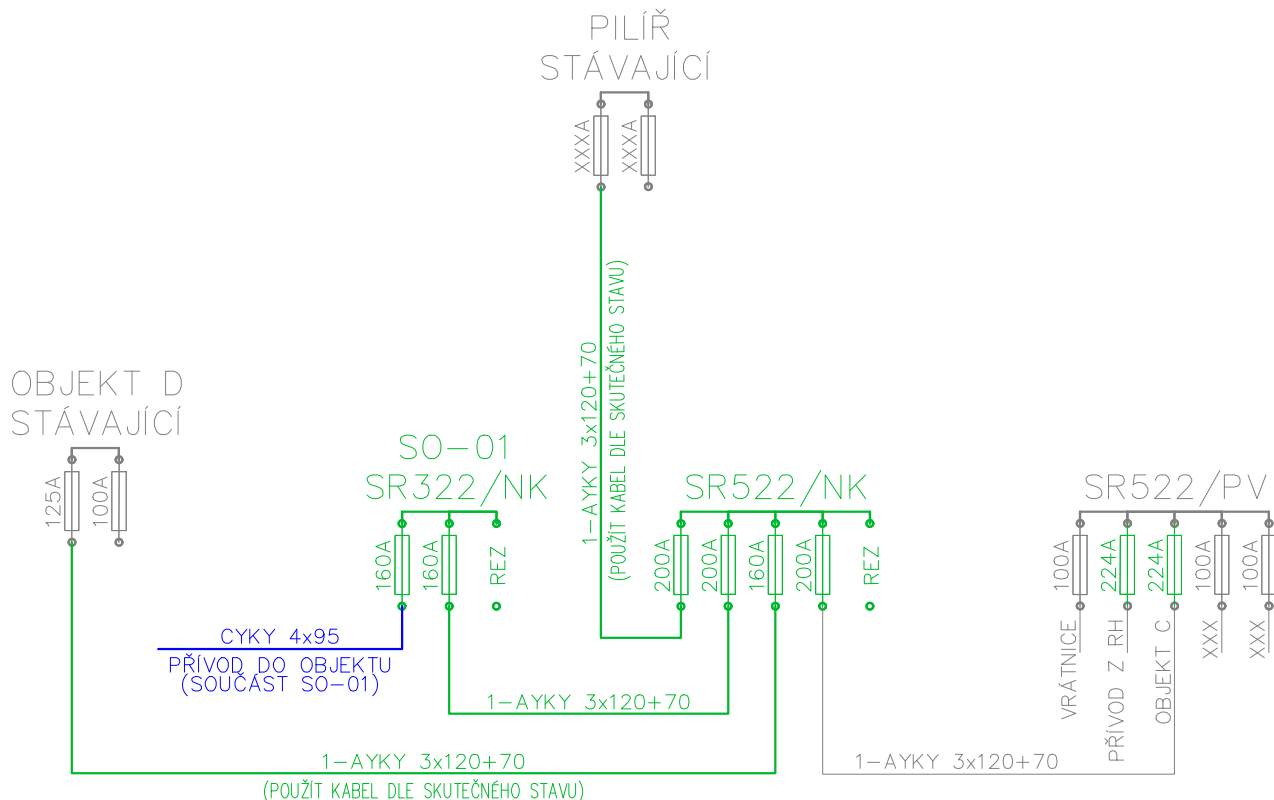 PILÍŘ
STÁVAJÍCÍ
XXXA
XXXA
1-AYKY 3x120+70
(POUŽÍT KABEL DLE SKUTEČNÉHO STAVU)
OBJEKT D
STÁVAJÍCÍ
125A
100A
SO-01
SR322/NK
160A
160A
REZ
SR522/NK
200A
200A
160A
200A
REZ
SR522/PV
100A
224A
224A
100A
100A
VRÁTNICE
PŘÍVOD Z RH
OBJEKT C
XXX
XXX
CYKY 4x95
PŘÍVOD DO OBJEKTU
(SOUČÁST SO-01)
1-AYKY 3x120+70
1-AYKY 3x120+70
(POUŽÍT KABEL DLE SKUTEČNÉHO STAVU)
1-AYKY 3x120+70